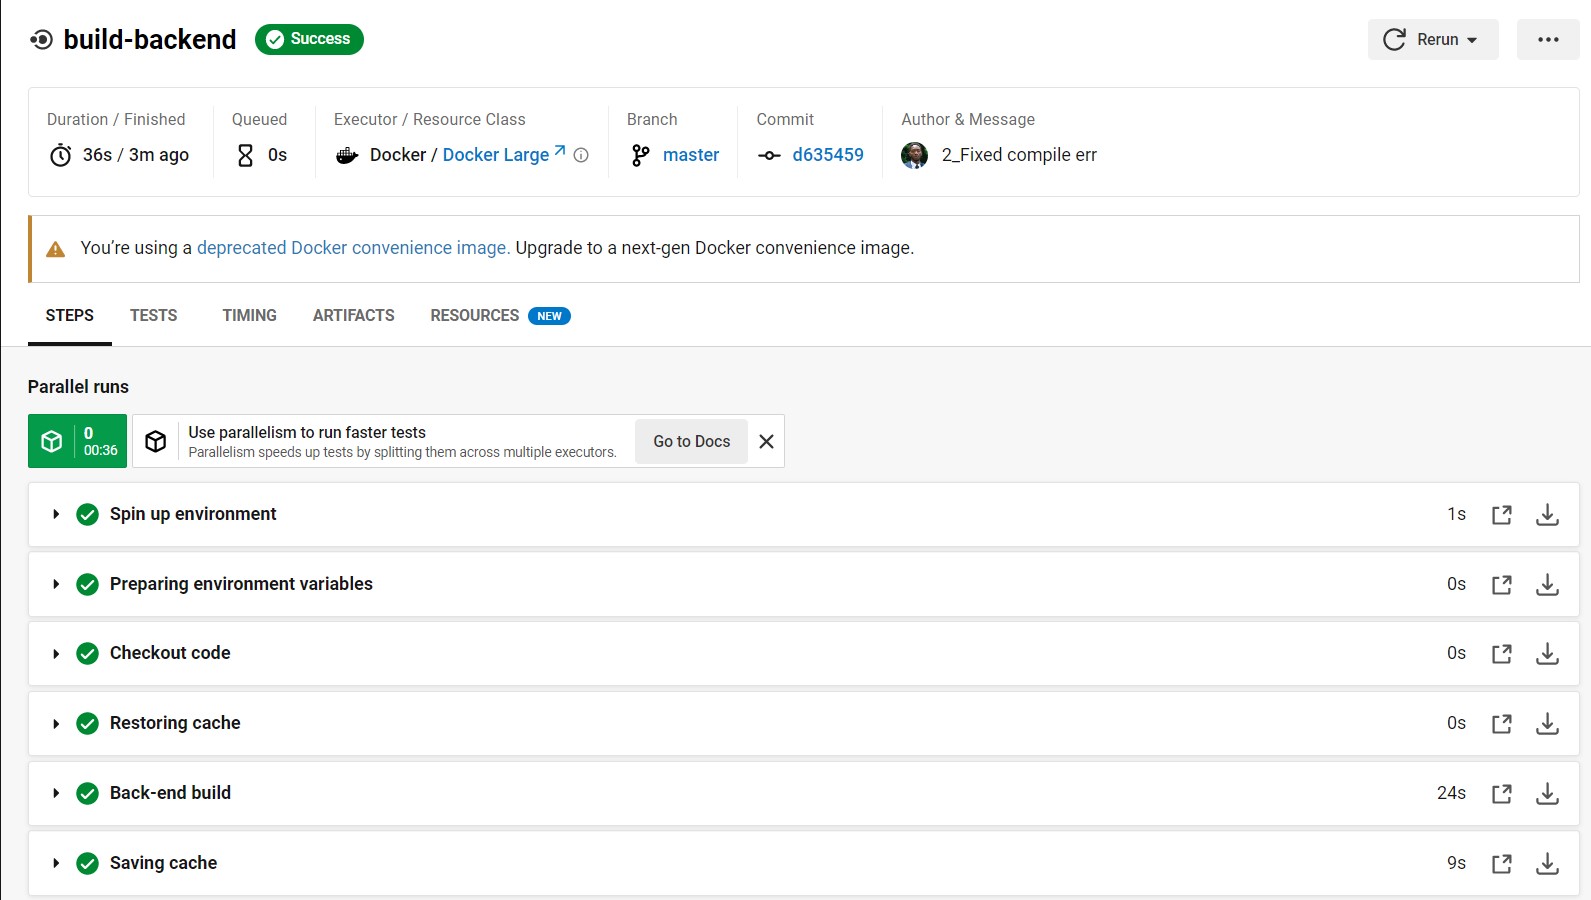 build-backend Success Rerun
Duration / Finished Queued Executor / Resource Class Branch Commit Author & Message
36s / 3m ago 0s Docker / Docker Large master d635459 2_Fixed compile err
You’re using a deprecated Docker convenience image. Upgrade to a next-gen Docker convenience image.
STEPS TESTS TIMING ARTIFACTS RESOURCES NEW
Parallel runs
0
00:36
Use parallelism to run faster tests
Parallelism speeds up tests by splitting them across multiple executors.
Go to Docs
Spin up environment 1s
Preparing environment variables 0s
Checkout code 0s
Restoring cache 0s
Back-end build 24s
Saving cache 9s